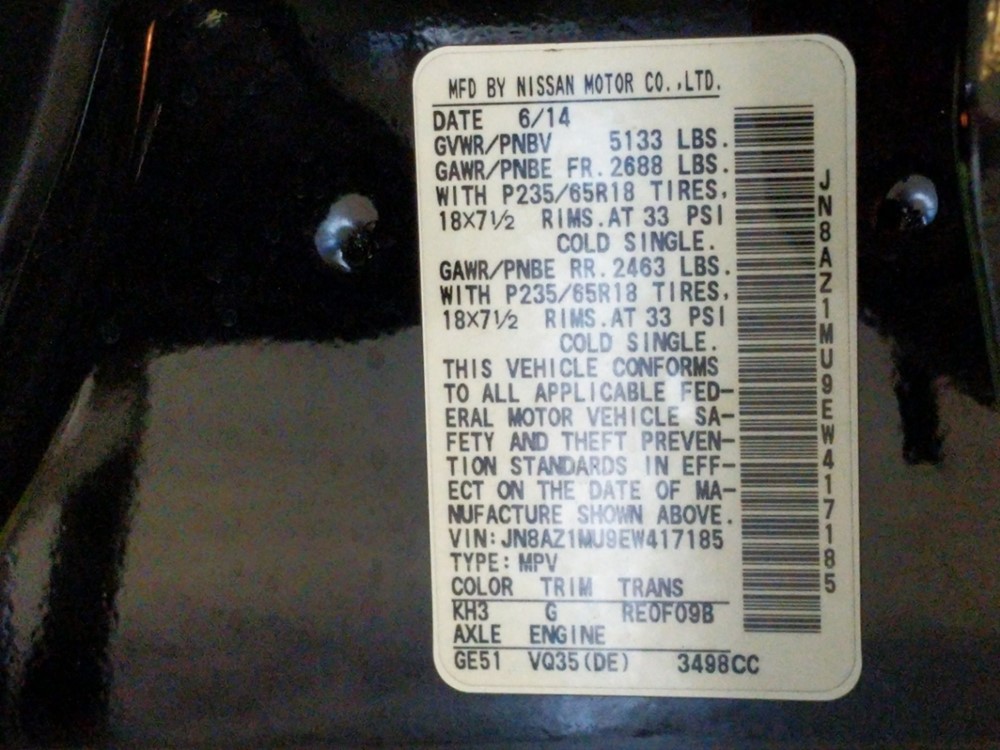 MFD BY NISSAN MOTOR CO.,LTD.
DATE 6/14
GVWR/PNBV 5133 LBS.
GAWR/PNBE FR.2688 LBS.
WITH P235/65R18 TIRES,
18×7½ RIMS.AT 33 PSI
COLD SINGLE.
GAWR/PNBE RR.2463 LBS.
WITH P235/65R18 TIRES,
18×7½ RIMS.AT 33 PSI
COLD SINGLE.
THIS VEHICLE CONFORMS
TO ALL APPLICABLE FED-
ERAL MOTOR VEHICLE SA-
FETY AND THEFT PREVEN-
TION STANDARDS IN EFF-
ECT ON THE DATE OF MA-
NUFACTURE SHOWN ABOVE.
VIN:JN8AZ1MU9EW417185
TYPE:MPV
COLOR TRIM TRANS
KH3 G RE0F09B
AXLE ENGINE
GE51 VQ35(DE) 3498CC
JN8AZ1MU9EW417185